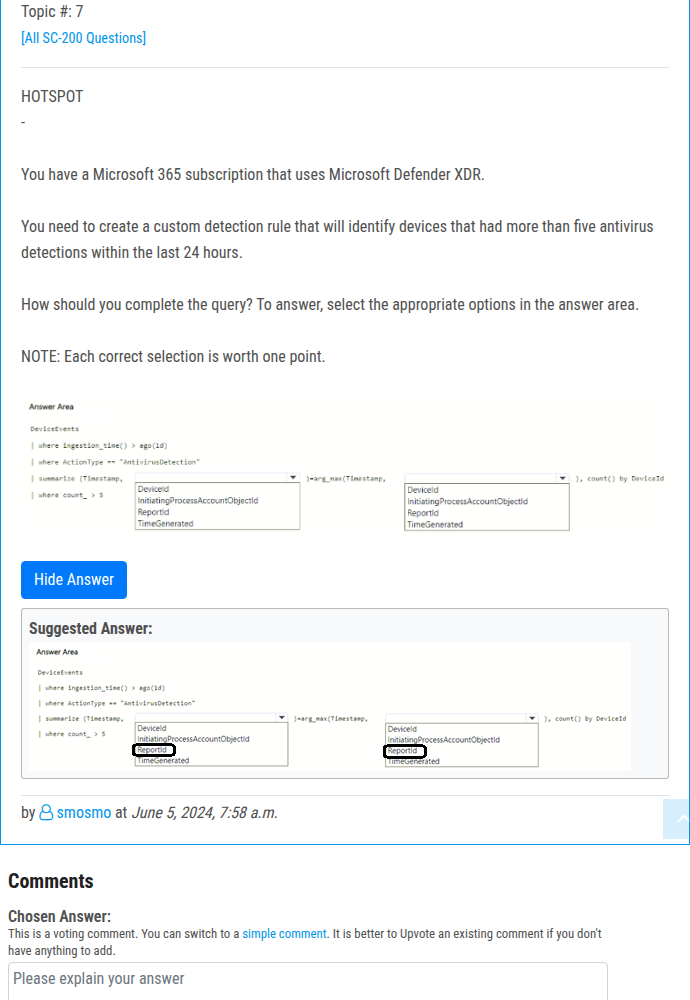 Topic #: 7
[All SC-200 Questions]
HOTSPOT
-
You have a Microsoft 365 subscription that uses Microsoft Defender XDR.
You need to create a custom detection rule that will identify devices that had more than five antivirus
detections within the last 24 hours.
How should you complete the query? To answer, select the appropriate options in the answer area.
NOTE: Each correct selection is worth one point.
Answer Area
DeviceEvents
| where ingestion_time() > ago(1d)
| where ActionType == "AntivirusDetection"
| summarize (Timestamp, )=arg_max(Timestamp, ), count() by DeviceId
| where count_ > 5
DeviceId DeviceId
InitiatingProcessAccountObjectId InitiatingProcessAccountObjectId
ReportId ReportId
TimeGenerated TimeGenerated
Hide Answer
Suggested Answer:
Answer Area
DeviceEvents
| where ingestion_time() > ago(1d)
| where ActionType == "AntivirusDetection"
| summarize (Timestamp, )=arg_max(Timestamp, ), count() by DeviceId
| where count_ > 5
DeviceId DeviceId
InitiatingProcessAccountObjectId InitiatingProcessAccountObjectId
ReportId ReportId
TimeGenerated TimeGenerated
by smosmo at June 5, 2024, 7:58 a.m.
Comments
Chosen Answer:
This is a voting comment. You can switch to a simple comment. It is better to Upvote an existing comment if you don't
have anything to add.
Please explain your answer